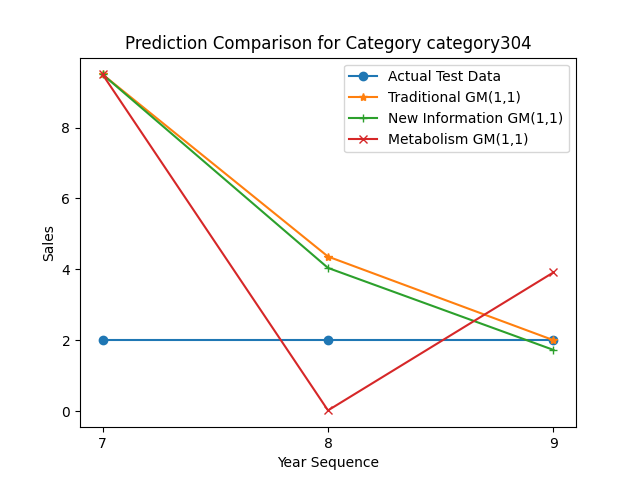 Prediction Comparison for Category category304
Actual Test Data
Traditional GM(1,1)
New Information GM(1,1)
Metabolism GM(1,1)
8
6
4
2
0
Sales
7
8
9
Year Sequence